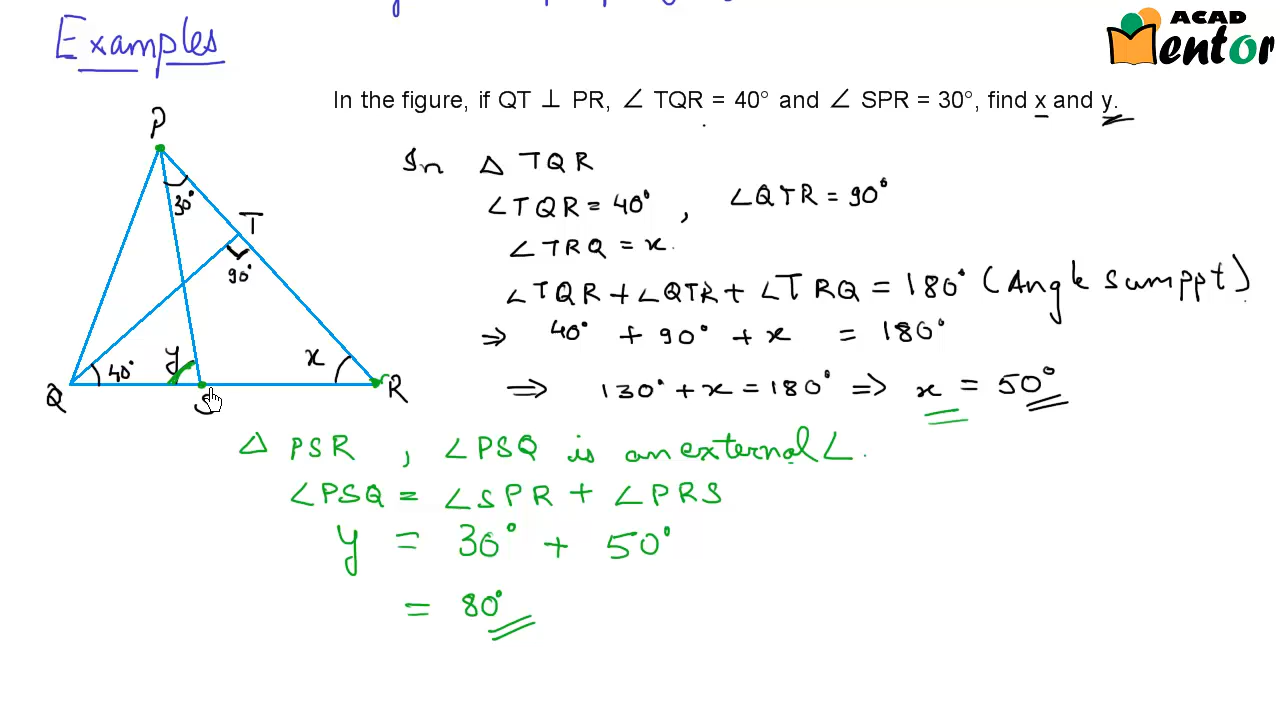 Examples
ACAD
mentor
In the figure, if QT ⊥ PR, ∠ TQR = 40° and ∠ SPR = 30°, find x and y.
P
30°
T
90°
y
40°
x
Q
S
R
In △ TQR
∠TQR = 40° , ∠QTR = 90°
∠TRQ = x.
∠TQR + ∠QTR + ∠TRQ = 180° (Angle sum ppt)
⇒ 40° + 90° + x = 180°
⇒ 130° + x = 180° ⇒ x = 50°
△ PSR , ∠PSQ is an external ∠.
∠PSQ = ∠SPR + ∠PRS
y = 30° + 50°
= 80°